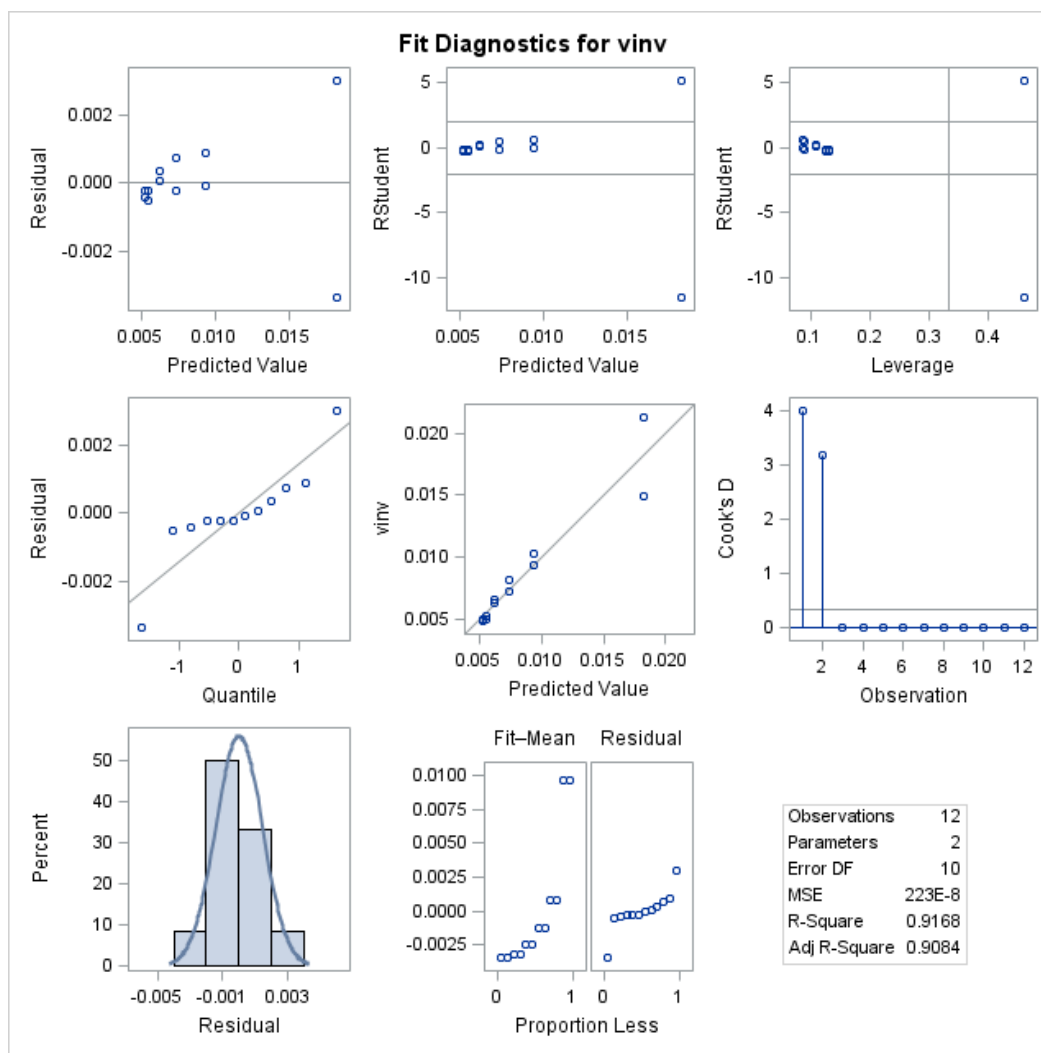 Fit Diagnostics for vinv
Residual
0.002
0.000
-0.002
0.005 0.010 0.015
Predicted Value
RStudent
5
0
-5
-10
0.005 0.010 0.015
Predicted Value
RStudent
5
0
-5
-10
0.1 0.2 0.3 0.4
Leverage
Residual
0.002
0.000
-0.002
-1 0 1
Quantile
vinv
0.020
0.015
0.010
0.005
0.005 0.010 0.015 0.020
Predicted Value
Cook's D
4
3
2
1
0
2 4 6 8 10 12
Observation
Percent
50
40
30
20
10
0
-0.005 -0.001 0.003
Residual
Fit–Mean Residual
0.0100
0.0075
0.0050
0.0025
0.0000
-0.0025
0 1 0 1
Proportion Less
Observations 12
Parameters 2
Error DF 10
MSE 223E-8
R-Square 0.9168
Adj R-Square 0.9084